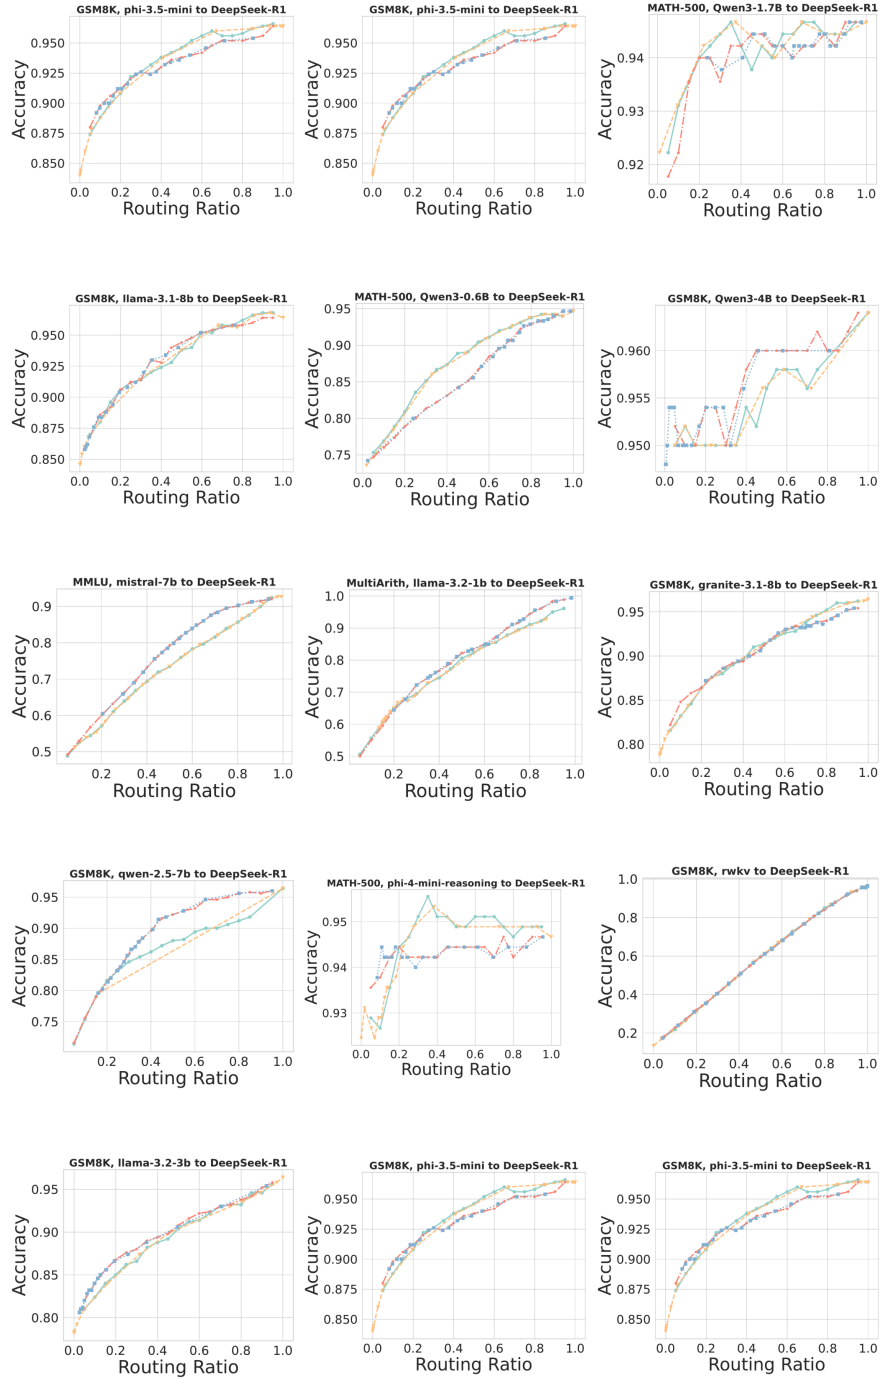 GSM8K, phi-3.5-mini to DeepSeek-R1
Accuracy
0.950
0.925
0.900
0.875
0.850
0.0 0.2 0.4 0.6 0.8 1.0
Routing Ratio
GSM8K, phi-3.5-mini to DeepSeek-R1
Accuracy
0.950
0.925
0.900
0.875
0.850
0.0 0.2 0.4 0.6 0.8 1.0
Routing Ratio
MATH-500, Qwen3-1.7B to DeepSeek-R1
Accuracy
0.94
0.93
0.92
0.0 0.2 0.4 0.6 0.8 1.0
Routing Ratio
GSM8K, llama-3.1-8b to DeepSeek-R1
Accuracy
0.950
0.925
0.900
0.875
0.850
0.0 0.2 0.4 0.6 0.8 1.0
Routing Ratio
MATH-500, Qwen3-0.6B to DeepSeek-R1
Accuracy
0.95
0.90
0.85
0.80
0.75
0.0 0.2 0.4 0.6 0.8 1.0
Routing Ratio
GSM8K, Qwen3-4B to DeepSeek-R1
Accuracy
0.960
0.955
0.950
0.0 0.2 0.4 0.6 0.8 1.0
Routing Ratio
MMLU, mistral-7b to DeepSeek-R1
Accuracy
0.9
0.8
0.7
0.6
0.5
0.2 0.4 0.6 0.8 1.0
Routing Ratio
MultiArith, llama-3.2-1b to DeepSeek-R1
Accuracy
1.0
0.9
0.8
0.7
0.6
0.5
0.2 0.4 0.6 0.8 1.0
Routing Ratio
GSM8K, granite-3.1-8b to DeepSeek-R1
Accuracy
0.95
0.90
0.85
0.80
0.0 0.2 0.4 0.6 0.8 1.0
Routing Ratio
GSM8K, qwen-2.5-7b to DeepSeek-R1
Accuracy
0.95
0.90
0.85
0.80
0.75
0.2 0.4 0.6 0.8 1.0
Routing Ratio
MATH-500, phi-4-mini-reasoning to DeepSeek-R1
Accuracy
0.95
0.94
0.93
0.0 0.2 0.4 0.6 0.8 1.0
Routing Ratio
GSM8K, rwkv to DeepSeek-R1
Accuracy
1.0
0.8
0.6
0.4
0.2
0.0 0.2 0.4 0.6 0.8 1.0
Routing Ratio
GSM8K, llama-3.2-3b to DeepSeek-R1
Accuracy
0.95
0.90
0.85
0.80
0.0 0.2 0.4 0.6 0.8 1.0
Routing Ratio
GSM8K, phi-3.5-mini to DeepSeek-R1
Accuracy
0.950
0.925
0.900
0.875
0.850
0.0 0.2 0.4 0.6 0.8 1.0
Routing Ratio
GSM8K, phi-3.5-mini to DeepSeek-R1
Accuracy
0.950
0.925
0.900
0.875
0.850
0.0 0.2 0.4 0.6 0.8 1.0
Routing Ratio